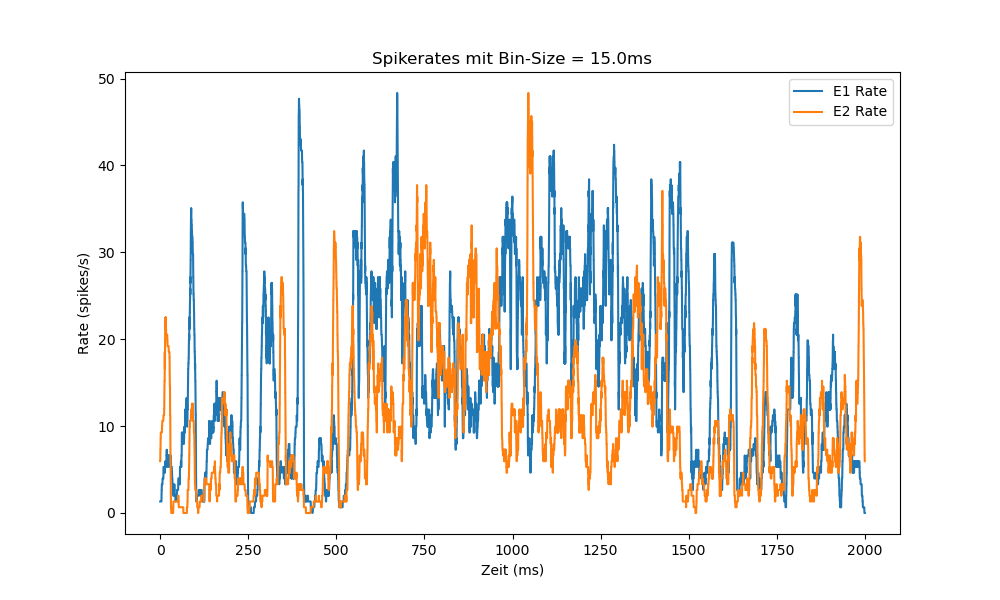 Spikerates mit Bin-Size = 15.0ms
E1 Rate
E2 Rate
Rate (spikes/s)
50
40
30
20
10
0
0 250 500 750 1000 1250 1500 1750 2000
Zeit (ms)